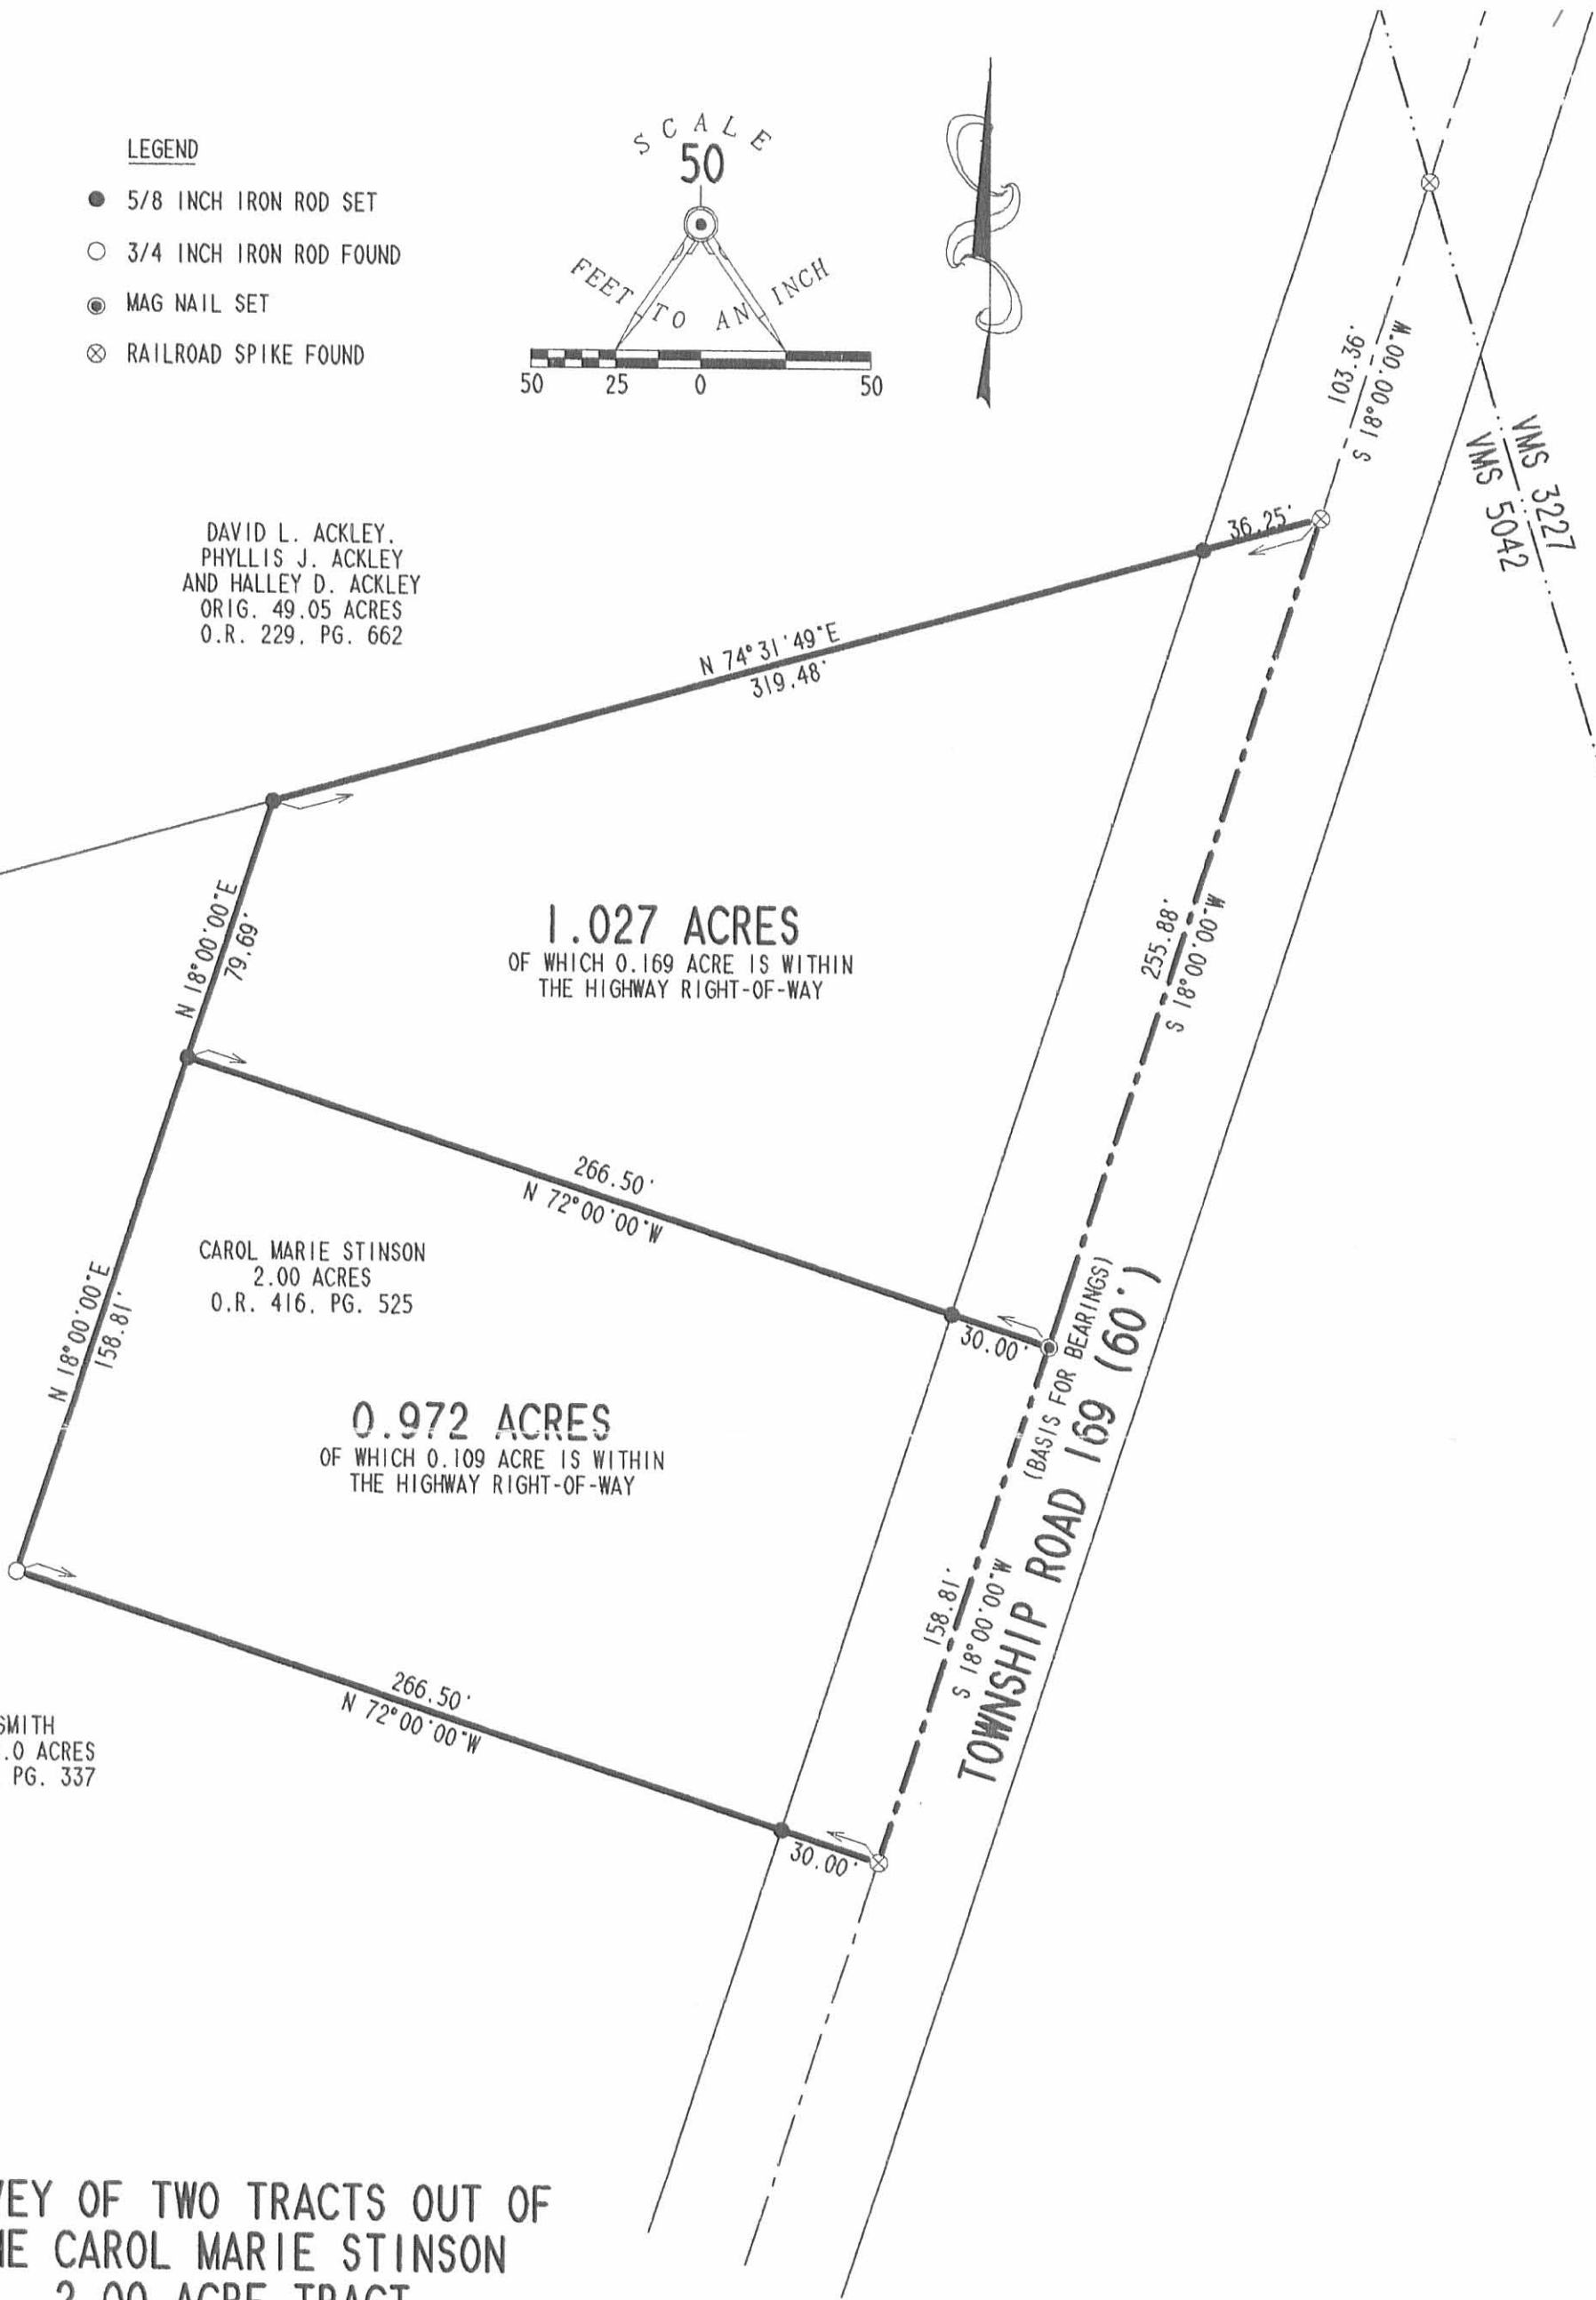 LEGEND
5/8 INCH IRON ROD SET
3/4 INCH IRON ROD FOUND
MAG NAIL SET
RAILROAD SPIKE FOUND
SCALE
50
FEET TO AN INCH
50 25 0 50
103.36'
S 18°00'00"W
VMS 3227
VMS 5042
DAVID L. ACKLEY,
PHYLLIS J. ACKLEY
AND HALLEY D. ACKLEY
ORIG. 49.05 ACRES
O.R. 229, PG. 662
36.25'
N 74°31'49"E
319.48'
N 18°00'00"E
79.69'
1.027 ACRES
OF WHICH 0.169 ACRE IS WITHIN
THE HIGHWAY RIGHT-OF-WAY
255.88'
S 18°00'00"W
266.50'
N 72°00'00"W
30.00'
CAROL MARIE STINSON
2.00 ACRES
O.R. 416, PG. 525
N 18°00'00"E
158.81'
0.972 ACRES
OF WHICH 0.109 ACRE IS WITHIN
THE HIGHWAY RIGHT-OF-WAY
(BASIS FOR BEARINGS)
TOWNSHIP ROAD 169 (60')
158.81'
S 18°00'00"W
266.50'
N 72°00'00"W
30.00'
SMITH
.0 ACRES
PG. 337
EY OF TWO TRACTS OUT OF
E CAROL MARIE STINSON
2.00 ACRE TRACT